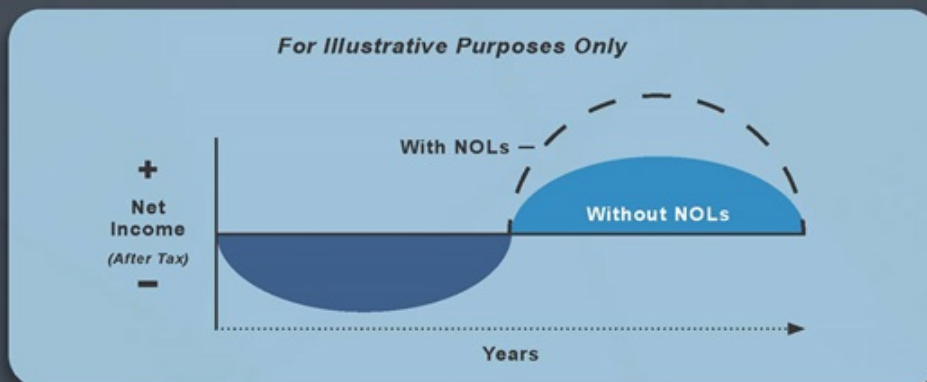 For Illustrative Purposes Only
With NOLs
+
Net
Income
(After Tax)
−
Without NOLs
Years